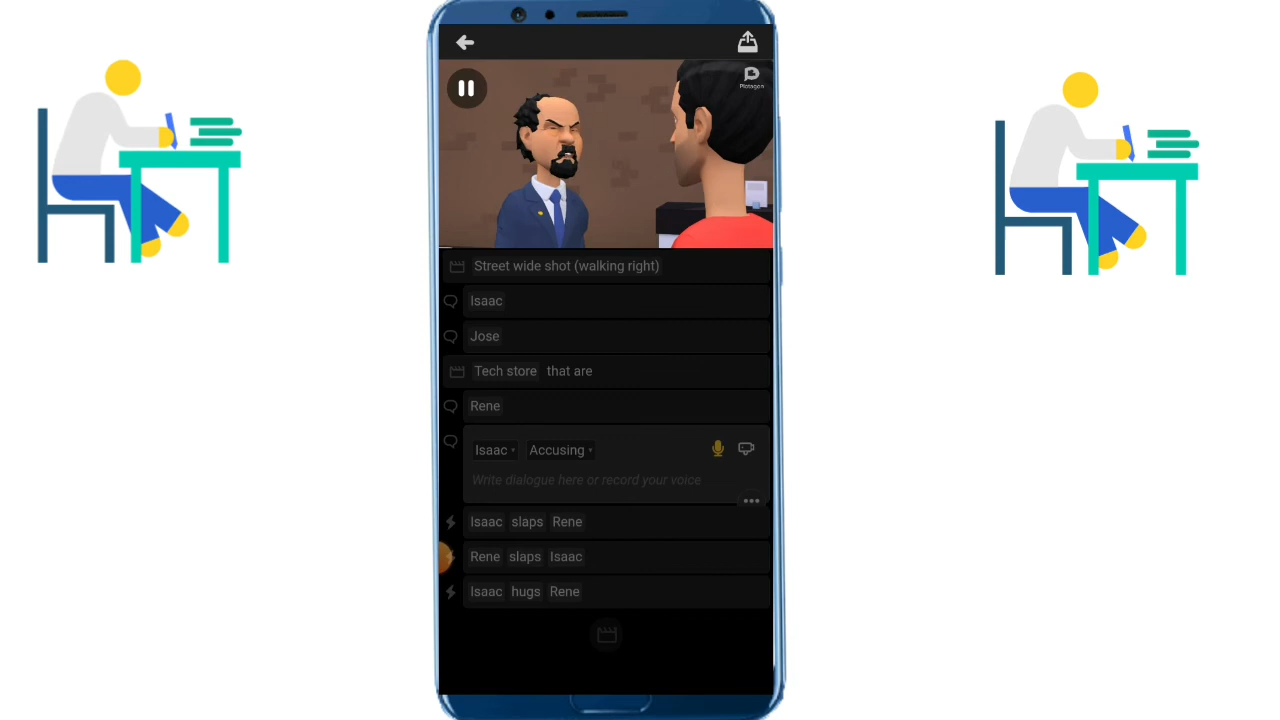 Plotagon
Street wide shot (walking right)
Isaac
Jose
Tech store that are
Rene
Isaac Accusing
Write dialogue here or record your voice
Isaac slaps Rene
Rene slaps Isaac
Isaac hugs Rene